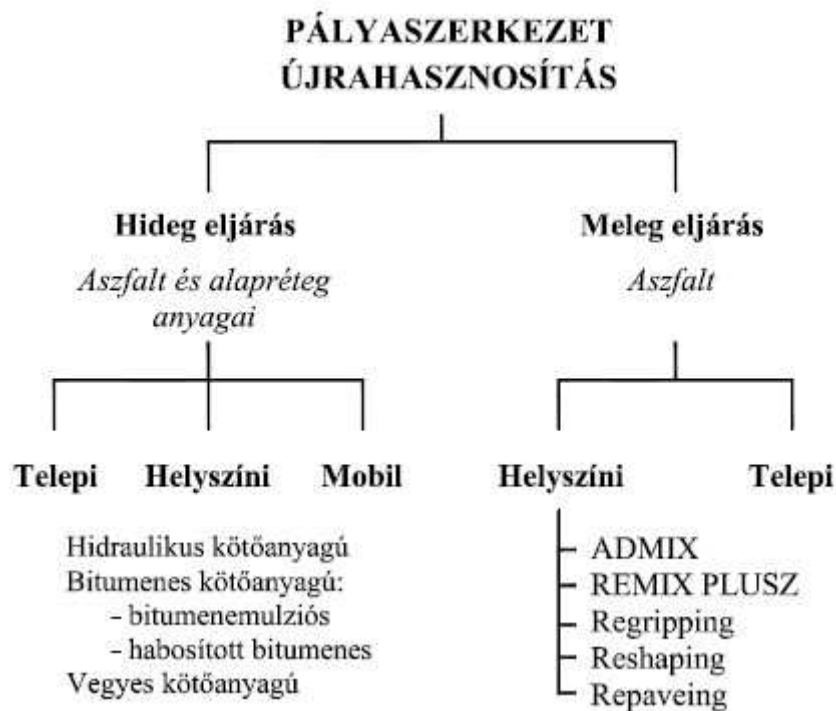 PÁLYASZERKEZET
ÚJRAHASZNOSÍTÁS
Hideg eljárás
Aszfalt és alapréteg
anyagai
Meleg eljárás
Aszfalt
Telepi Helyszíni Mobil
Hidraulikus kötőanyagú
Bitumenes kötőanyagú:
- bitumenemulziós
- habosított bitumenes
Vegyes kötőanyagú
Helyszíni Telepi
ADMIX
REMIX PLUSZ
Regripping
Reshaping
Repaveing